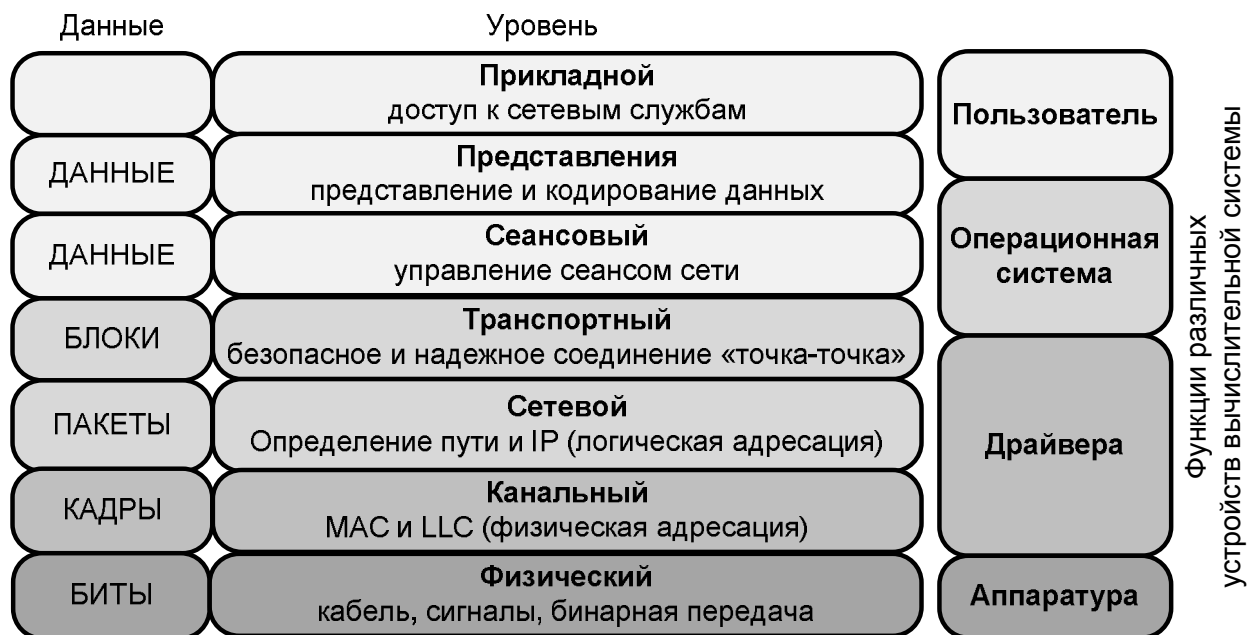 Данные Уровень
Прикладной
доступ к сетевым службам
ДАННЫЕ
Представления
представление и кодирование данных
ДАННЫЕ
Сеансовый
управление сеансом сети
БЛОКИ
Транспортный
безопасное и надежное соединение «точка-точка»
ПАКЕТЫ
Сетевой
Определение пути и IP (логическая адресация)
КАДРЫ
Канальный
MAC и LLC (физическая адресация)
БИТЫ
Физический
кабель, сигналы, бинарная передача
Пользователь
Операционная
система
Драйвера
Аппаратура
Функции различных
устройств вычислительной системы